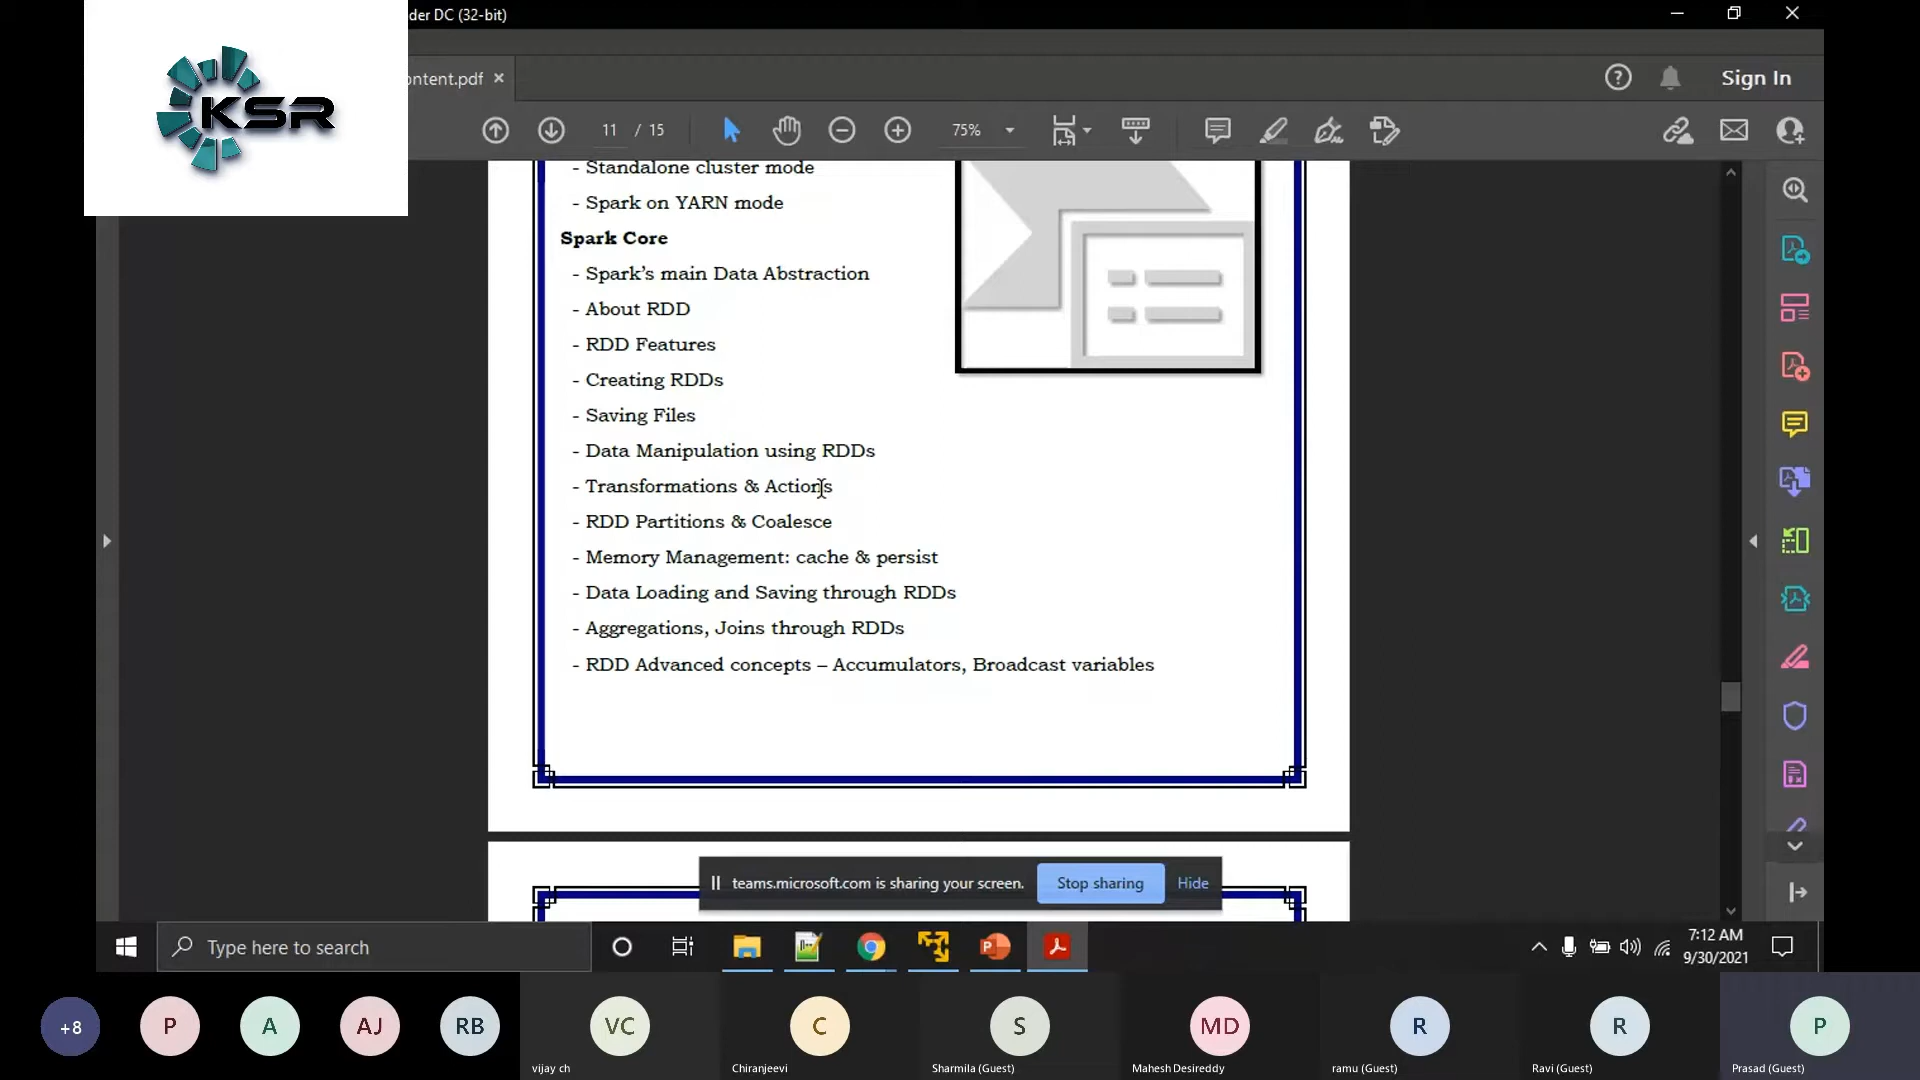 der DC (32-bit)
KSR
ontent.pdf
Sign In
11 / 15
75%
- Standalone cluster mode
- Spark on YARN mode
Spark Core
- Spark's main Data Abstraction
- About RDD
- RDD Features
- Creating RDDs
- Saving Files
- Data Manipulation using RDDs
- Transformations & Actions
- RDD Partitions & Coalesce
- Memory Management: cache & persist
- Data Loading and Saving through RDDs
- Aggregations, Joins through RDDs
- RDD Advanced concepts – Accumulators, Broadcast variables
teams.microsoft.com is sharing your screen.
Stop sharing
Hide
Type here to search
7:12 AM
9/30/2021
+8
P
A
AJ
RB
VC
C
S
MD
R
R
P
vijay ch
Chiranjeevi
Sharmila (Guest)
Mahesh Desireddy
ramu (Guest)
Ravi (Guest)
Prasad (Guest)